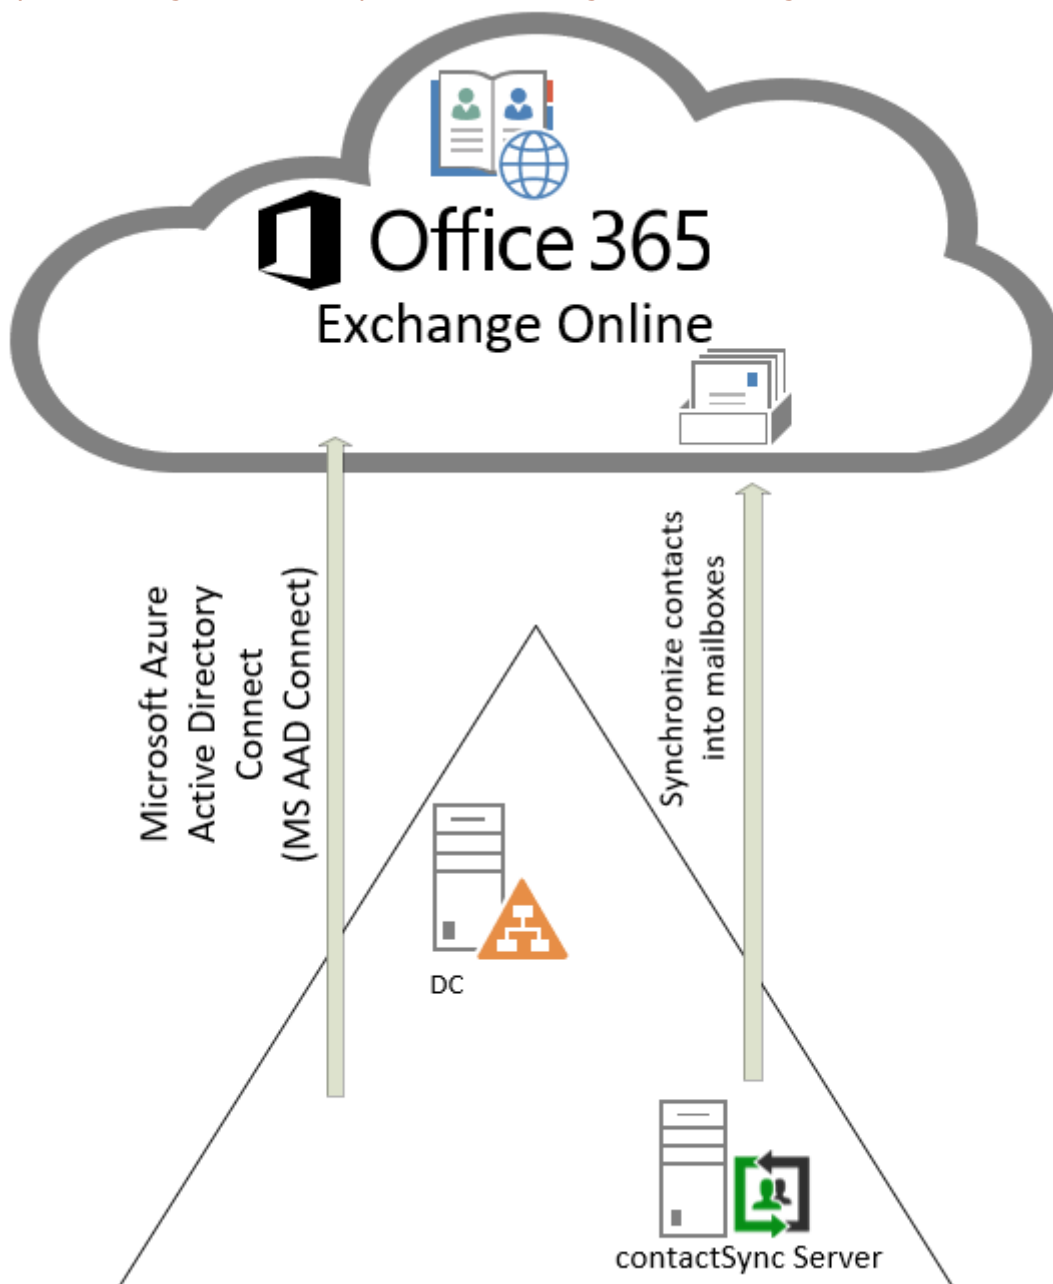 Office 365
Exchange Online
Microsoft Azure
Active Directory
Connect
(MS AAD Connect)
Synchronize contacts
into mailboxes
DC
contactSync Server